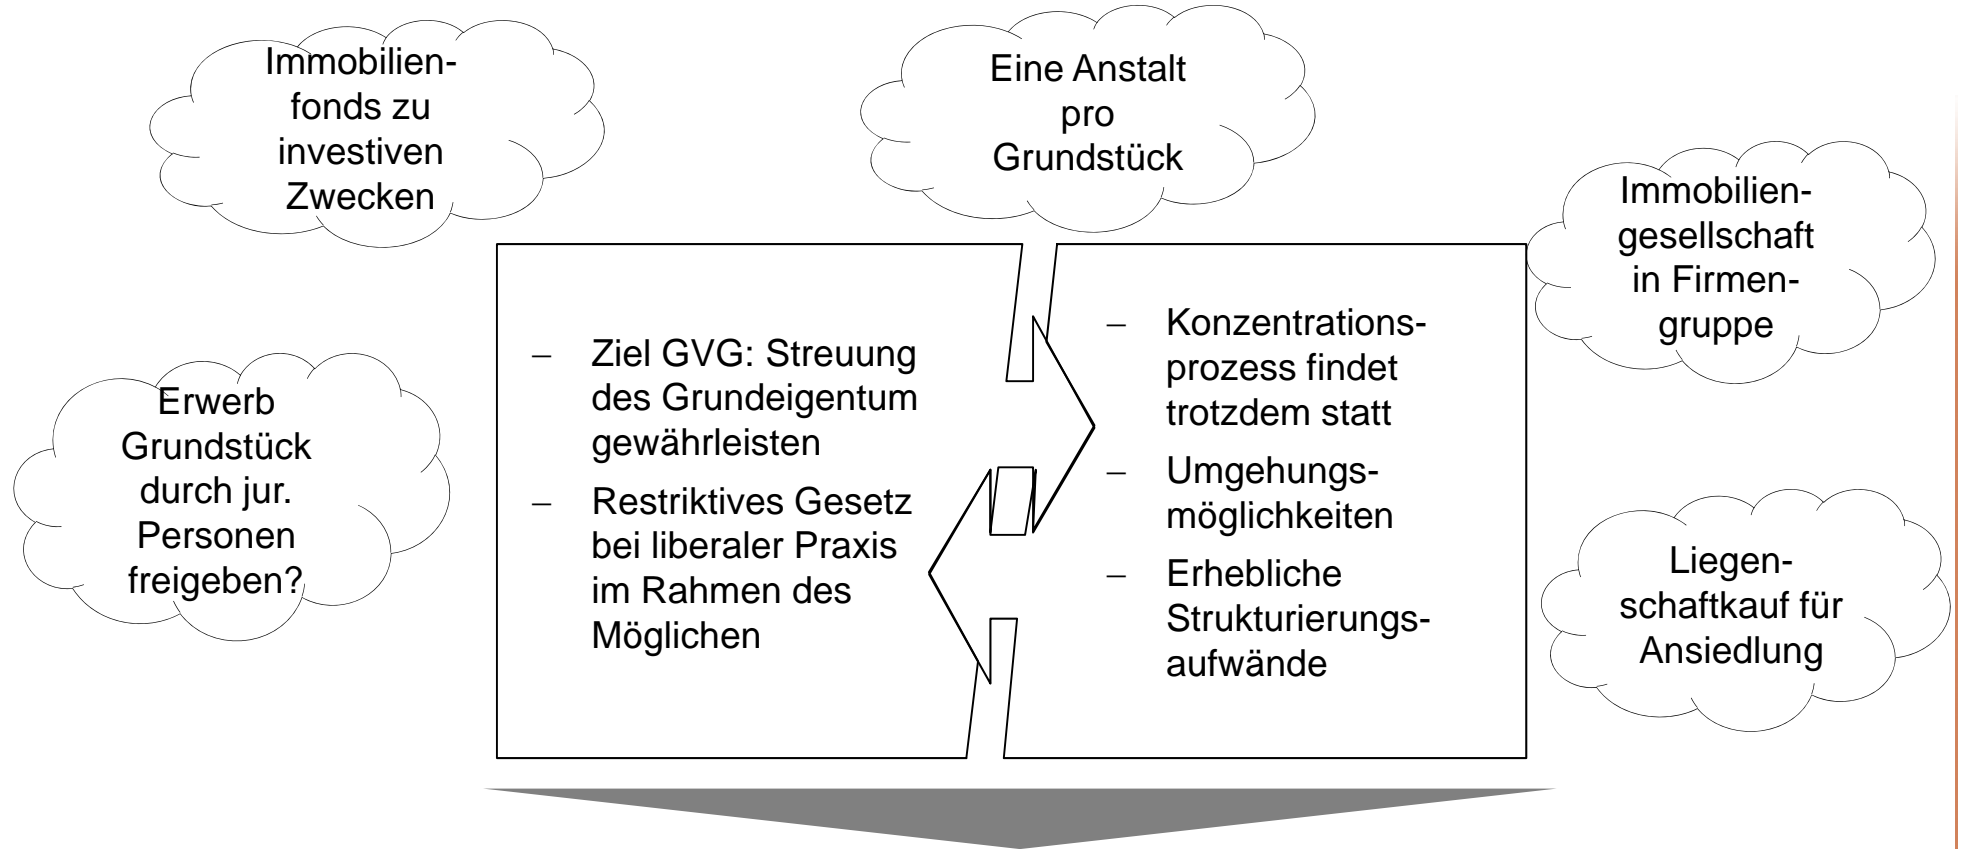 Immobilien-
fonds zu
investiven
Zwecken
Eine Anstalt
pro
Grundstück
Immobilien-
gesellschaft
in Firmen-
gruppe
Erwerb
Grundstück
durch jur.
Personen
freigeben?
– Ziel GVG: Streuung
des Grundeigentum
gewährleisten
– Restriktives Gesetz
bei liberaler Praxis
im Rahmen des
Möglichen
– Konzentrations-
prozess findet
trotzdem statt
– Umgehungs-
möglichkeiten
– Erhebliche
Strukturierungs-
aufwände
Liegen-
schaftkauf für
Ansiedlung